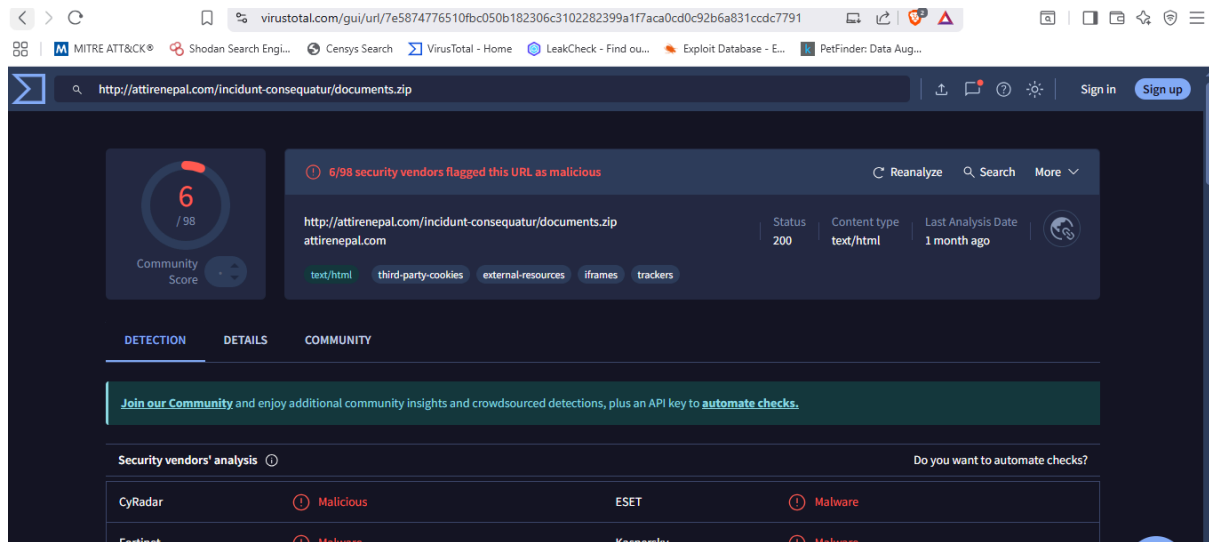 virustotal.com/gui/url/7e5874776510fbc050b182306c3102282399a1f7aca0cd0c92b6a831ccdc7791
2
MITRE ATT&CK®
Shodan Search Engi...
Censys Search
VirusTotal - Home
LeakCheck - Find ou...
Exploit Database - E...
k PetFinder: Data Aug...
http://attirenepal.com/incidunt-consequatur/documents.zip
Sign in
Sign up
6
/ 98
Community
Score
6/98 security vendors flagged this URL as malicious
Reanalyze
Search
More
http://attirenepal.com/incidunt-consequatur/documents.zip
attirenepal.com
Status
200
Content type
text/html
Last Analysis Date
1 month ago
text/html
third-party-cookies
external-resources
iframes
trackers
DETECTION
DETAILS
COMMUNITY
Join our Community and enjoy additional community insights and crowdsourced detections, plus an API key to automate checks.
Security vendors' analysis
Do you want to automate checks?
CyRadar
Malicious
ESET
Malware
Fortinet
Malware
Kaspersky
Malware